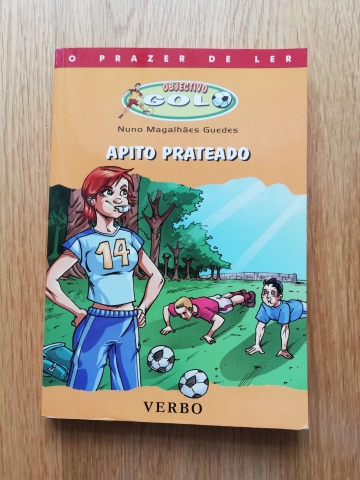 O PRAZER DE LER
OBJECTIVO
GOLO
Nuno Magalhães Guedes
APITO PRATEADO
14
VERBO